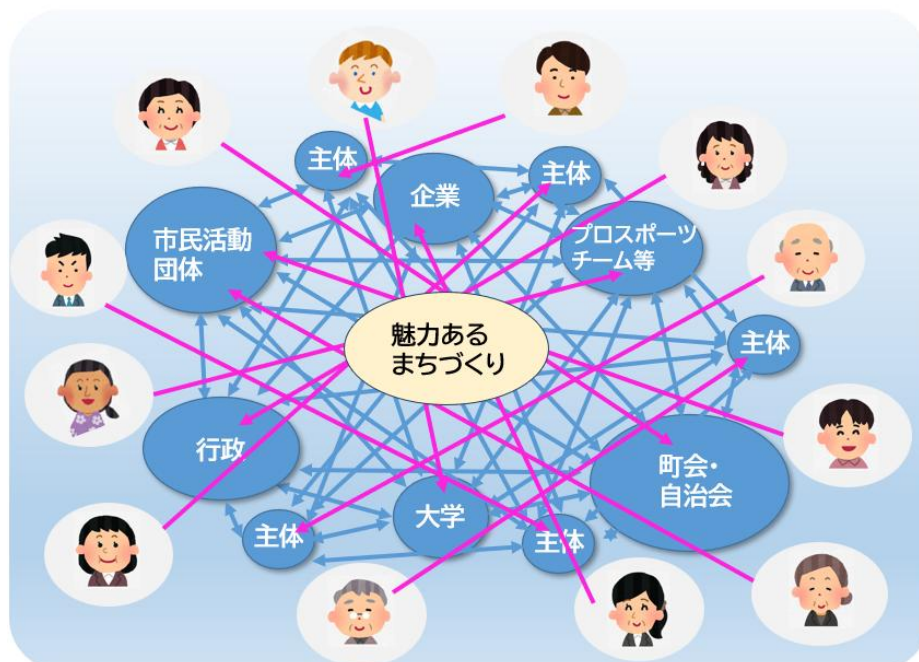 主体
企業
主体
市民活動
団体
プロスポーツ
チーム等
魅力ある
まちづくり
主体
行政
町会・
自治会
大学
主体
主体